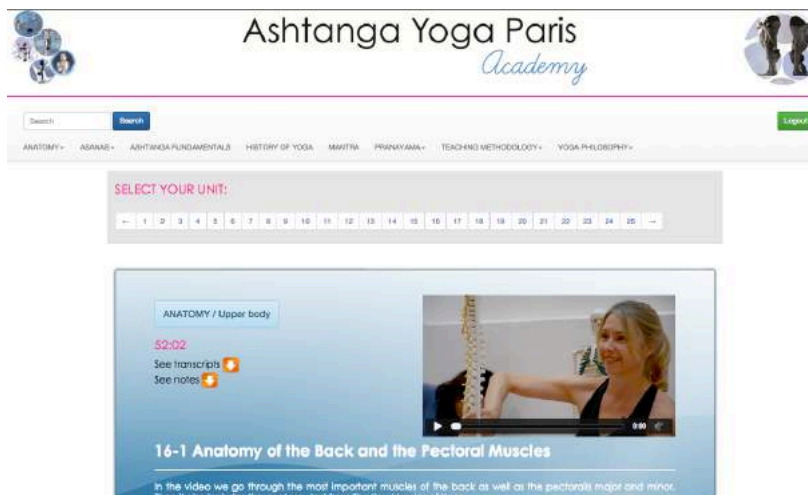 Ashtanga Yoga Paris
Academy
Search Search Logout
ANATOMY ASANAS ASHTANGA FUNDAMENTALS HISTORY OF YOGA MANTRA PRANAYAMA TEACHING METHODOLOGY YOGA PHILOSOPHY
SELECT YOUR UNIT:
← 1 2 3 4 5 6 7 8 9 10 11 12 13 14 15 16 17 18 19 20 21 22 23 24 25 →
ANATOMY / Upper body
52:02
See transcripts
See notes
0:00
16-1 Anatomy of the Back and the Pectoral Muscles
In the video we go through the most important muscles of the back as well as the pectoralis major and minor.